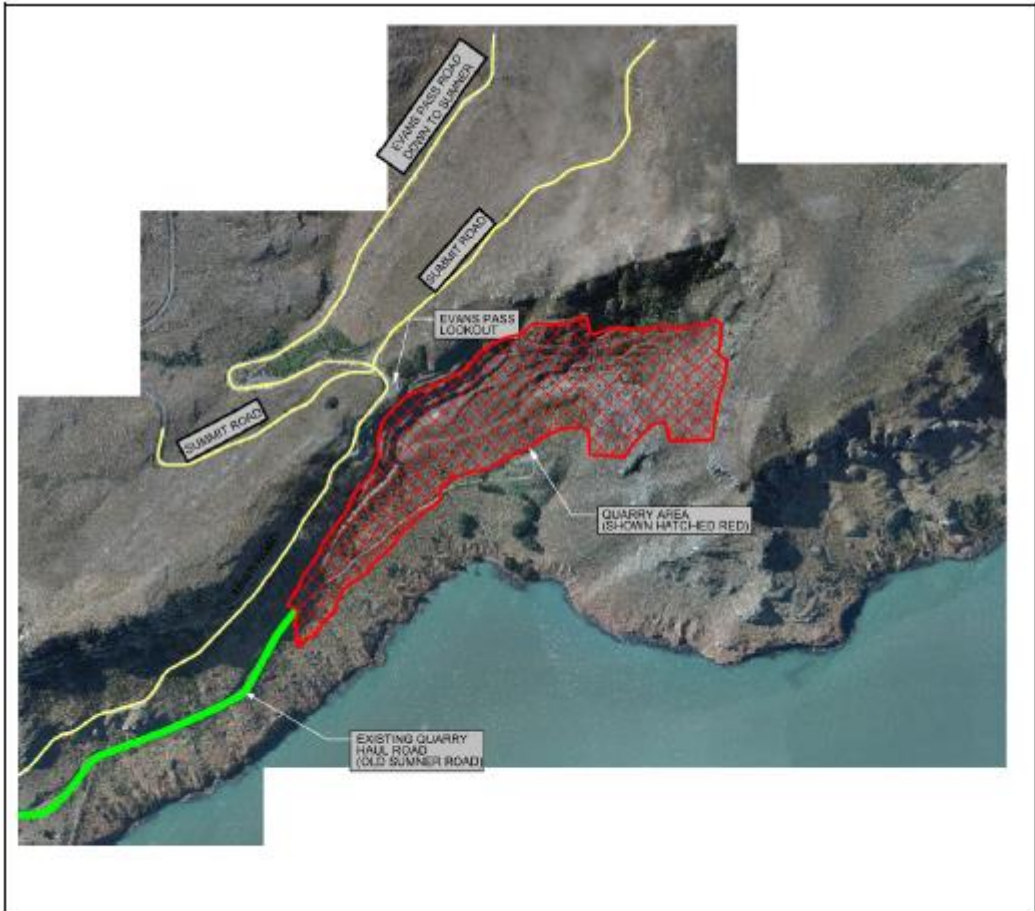 EVANS PASS ROAD
DOWN TO SUMNER
SUMMIT ROAD
EVANS PASS
LOOKOUT
SUMMIT ROAD
QUARRY AREA
(SHOWN HATCHED RED)
EXISTING QUARRY
HAUL ROAD
(OLD SUMNER ROAD)